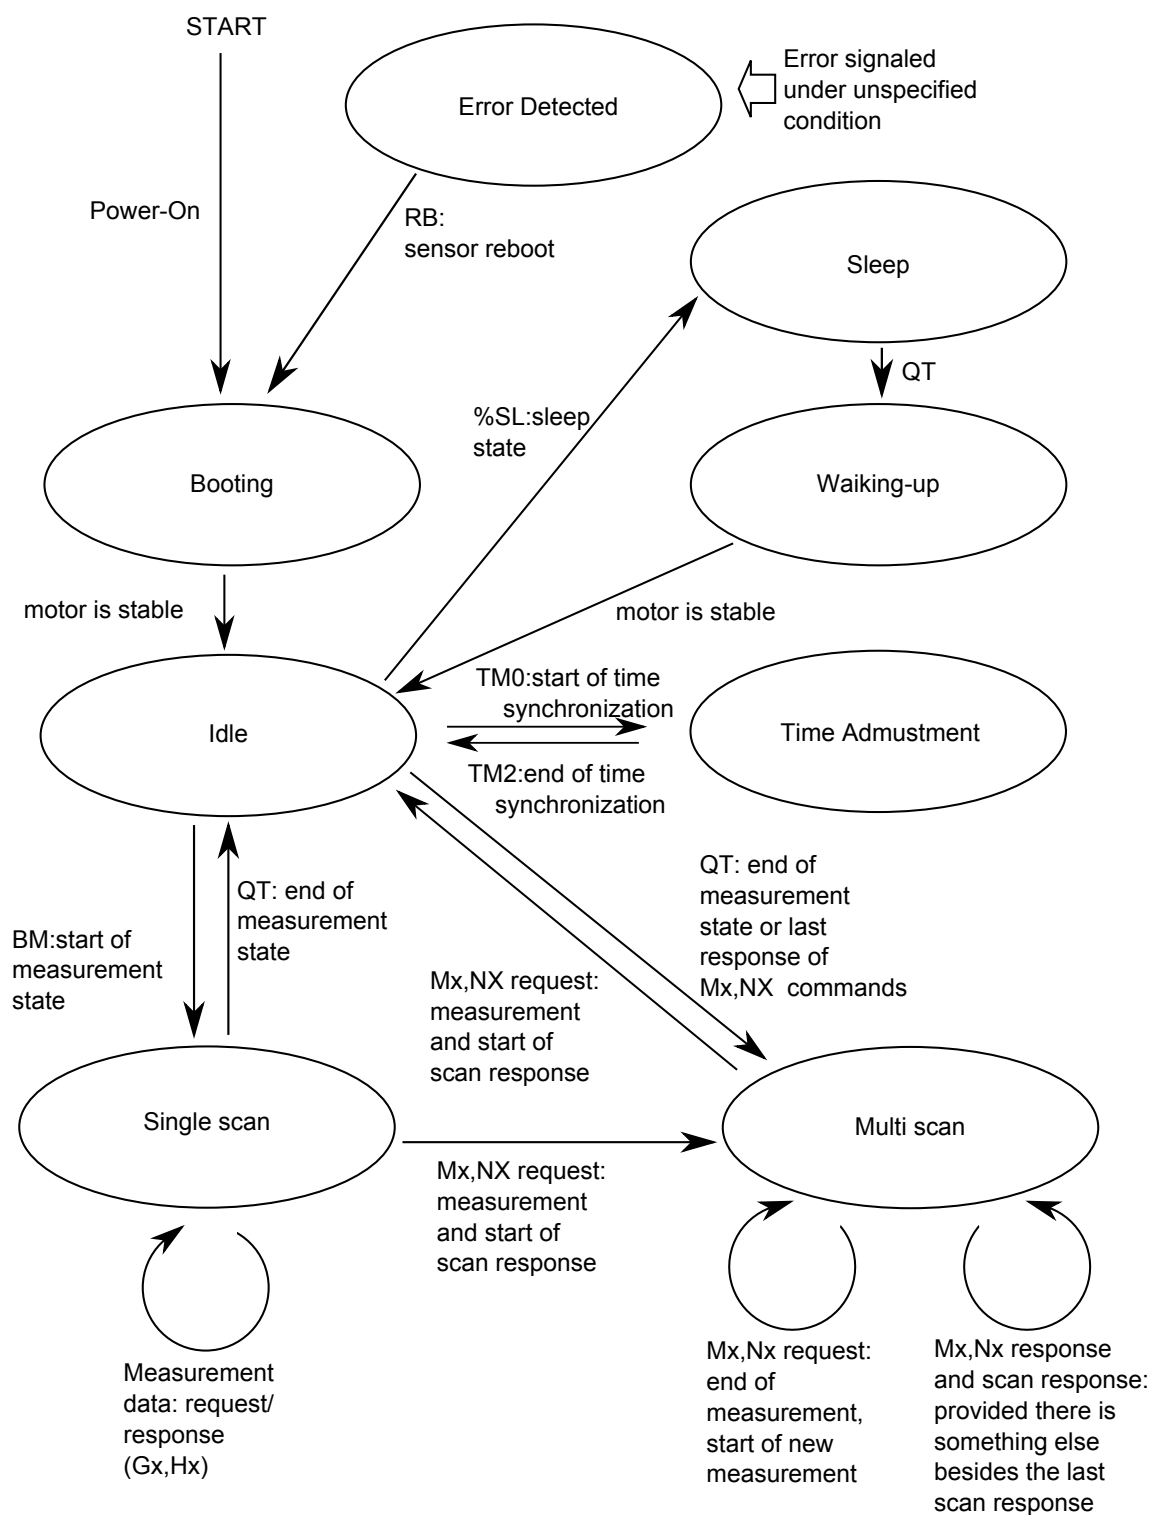 START
Error signaled
under unspecified
condition
Error Detected
Power-On
RB:
sensor reboot
Sleep
QT
%SL:sleep
state
Booting
Waiking-up
motor is stable
motor is stable
TM0:start of time
synchronization
Idle
Time Admustment
TM2:end of time
synchronization
QT: end of
measurement
state or last
response of
Mx,NX  commands
QT: end of
measurement
state
BM:start of
measurement
state
Mx,NX request:
measurement
and start of
scan response
Single scan
Multi scan
Mx,NX request:
measurement
and start of
scan response
Measurement
data: request/
response
(Gx,Hx)
Mx,Nx request:
end of
measurement,
start of new
measurement
Mx,Nx response
and scan response:
provided there is
something else
besides the last
scan response